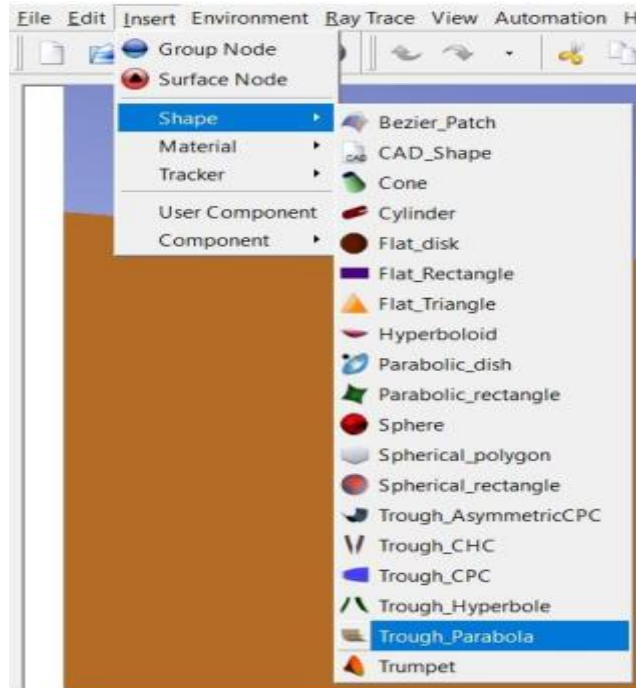 File Edit Insert Environment Ray Trace View Automation H
Group Node
Surface Node
Shape
Material
Tracker
User Component
Component
Bezier_Patch
CAD_Shape
Cone
Cylinder
Flat_disk
Flat_Rectangle
Flat_Triangle
Hyperboloid
Parabolic_dish
Parabolic_rectangle
Sphere
Spherical_polygon
Spherical_rectangle
Trough_AsymmetricCPC
Trough_CHC
Trough_CPC
Trough_Hyperbole
Trough_Parabola
Trumpet